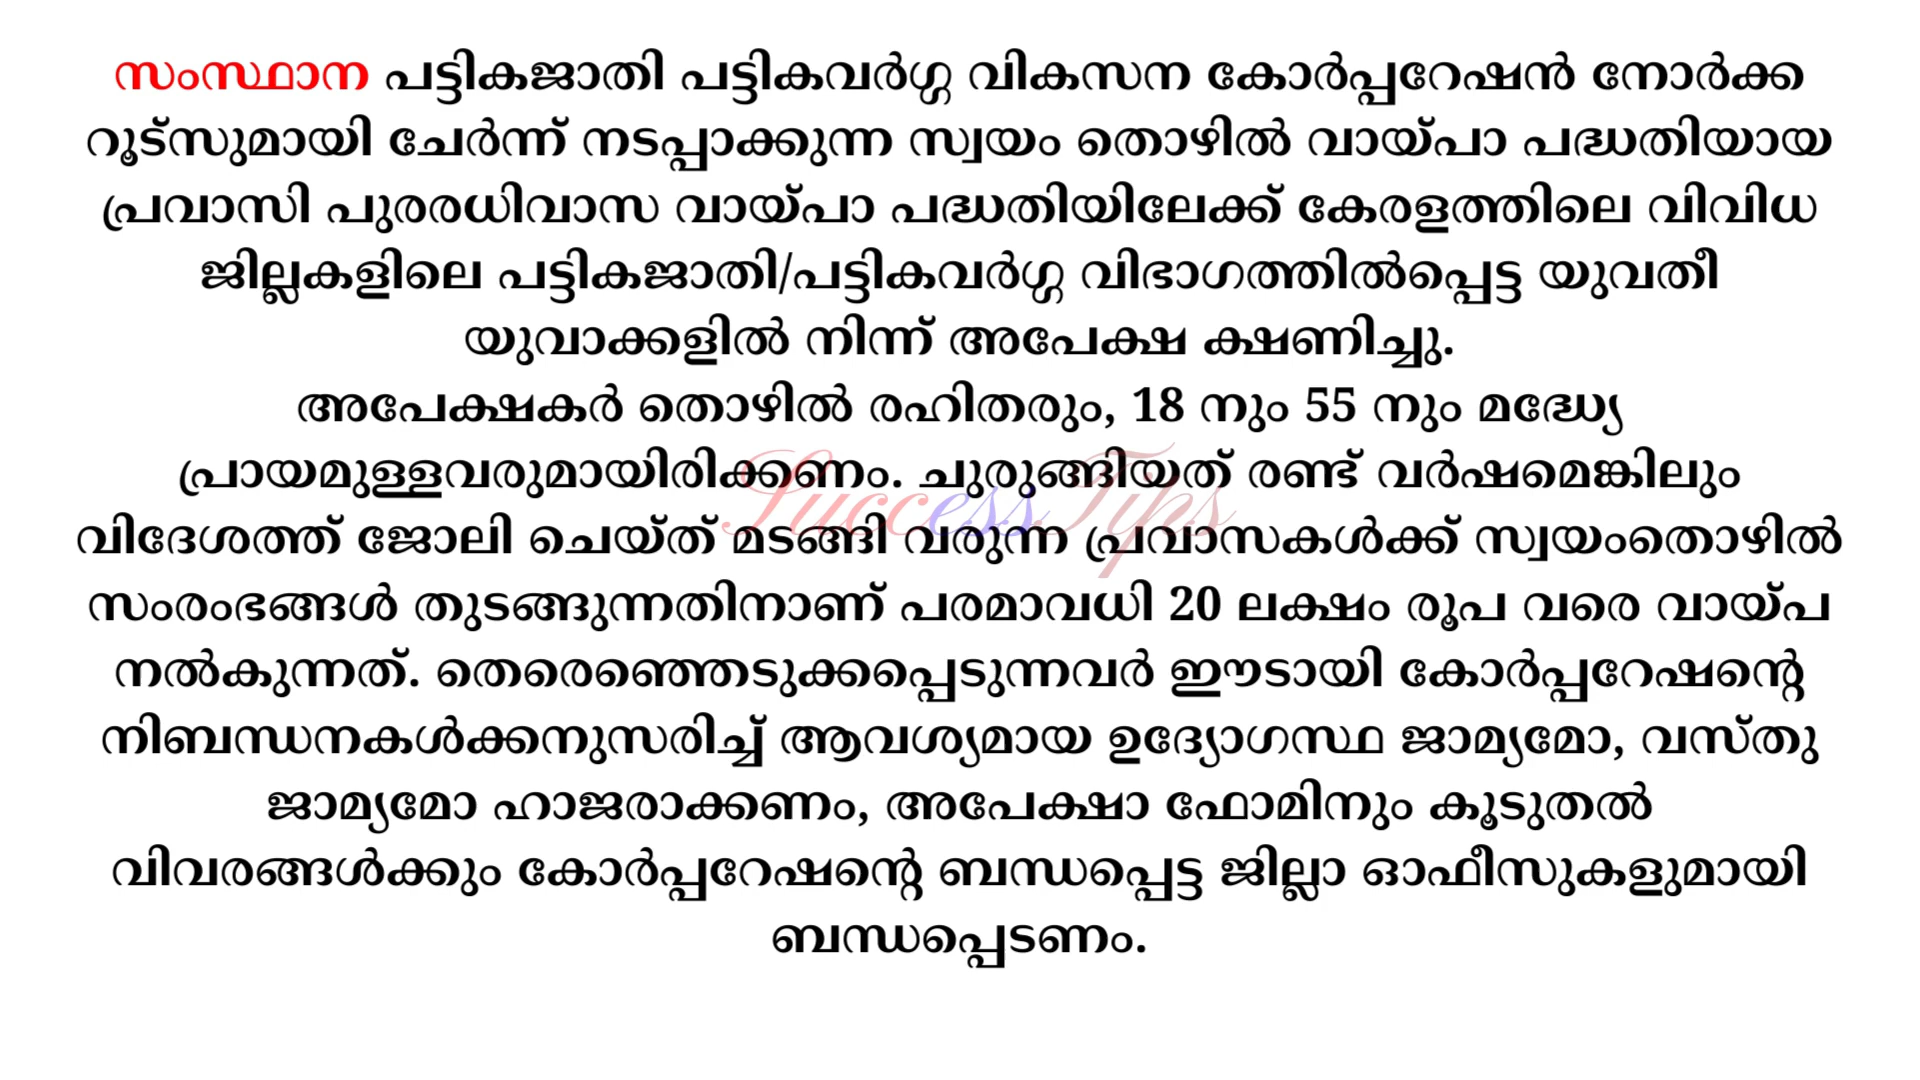 സംസ്ഥാന പട്ടികജാതി പട്ടികവർഗ്ഗ വികസന കോർപ്പറേഷൻ നോർക്ക
റൂട്സുമായി ചേർന്ന് നടപ്പാക്കുന്ന സ്വയം തൊഴിൽ വായ്പാ പദ്ധതിയായ
പ്രവാസി പുരരധിവാസ വായ്പാ പദ്ധതിയിലേക്ക് കേരളത്തിലെ വിവിധ
ജില്ലകളിലെ പട്ടികജാതി/പട്ടികവർഗ്ഗ വിഭാഗത്തിൽപ്പെട്ട യുവതീ
യുവാക്കളിൽ നിന്ന് അപേക്ഷ ക്ഷണിച്ചു.
അപേക്ഷകർ തൊഴിൽ രഹിതരും, 18 നും 55 നും മദ്ധ്യേ
പ്രായമുള്ളവരുമായിരിക്കണം. ചുരുങ്ങിയത് രണ്ട് വർഷമെങ്കിലും
Success Tips
വിദേശത്ത് ജോലി ചെയ്ത് മടങ്ങി വരുന്ന പ്രവാസകൾക്ക് സ്വയംതൊഴിൽ
സംരംഭങ്ങൾ തുടങ്ങുന്നതിനാണ് പരമാവധി 20 ലക്ഷം രൂപ വരെ വായ്പ
നൽകുന്നത്. തെരെഞ്ഞെടുക്കപ്പെടുന്നവർ ഈടായി കോർപ്പറേഷന്റെ
നിബന്ധനകൾക്കനുസരിച്ച് ആവശ്യമായ ഉദ്യോഗസ്ഥ ജാമ്യമോ, വസ്തു
ജാമ്യമോ ഹാജരാക്കണം, അപേക്ഷാ ഫോമിനും കൂടുതൽ
വിവരങ്ങൾക്കും കോർപ്പറേഷന്റെ ബന്ധപ്പെട്ട ജില്ലാ ഓഫീസുകളുമായി
ബന്ധപ്പെടണം.